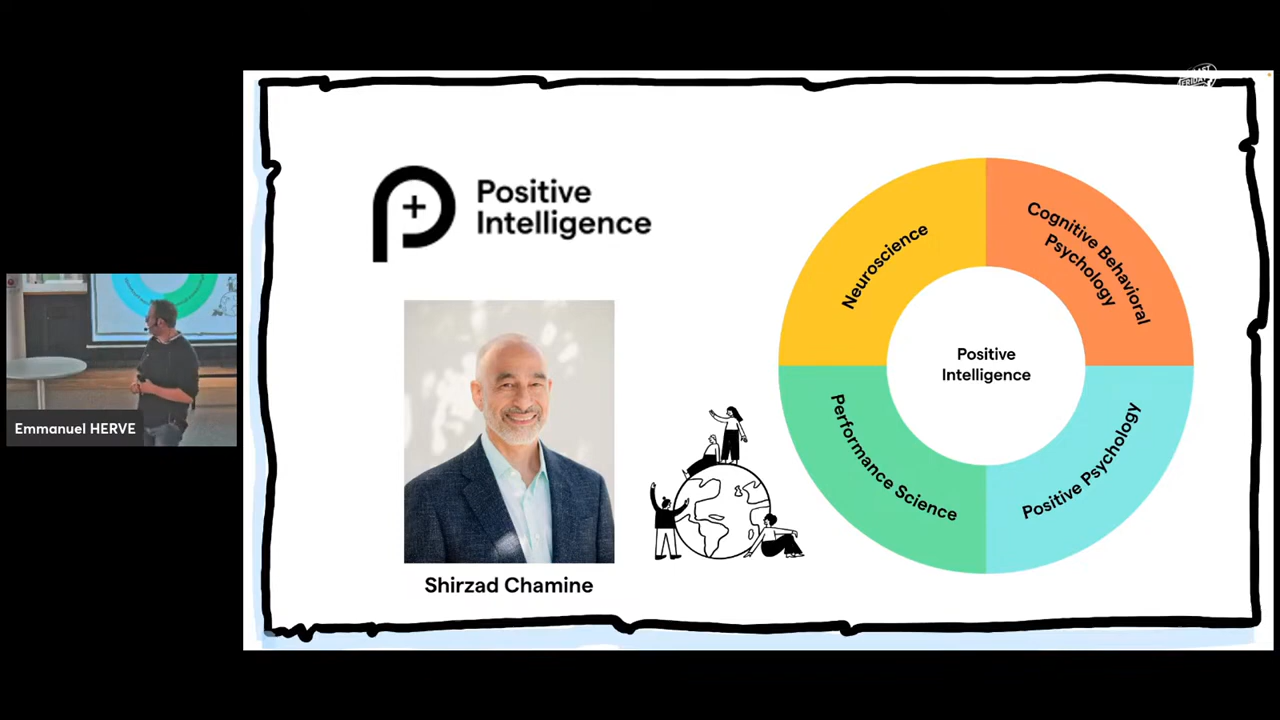 Positive
Intelligence
Neuroscience
Cognitive Behavioral
Psychology
Positive
Intelligence
Performance Science
Positive Psychology
Shirzad Chamine
Emmanuel HERVE